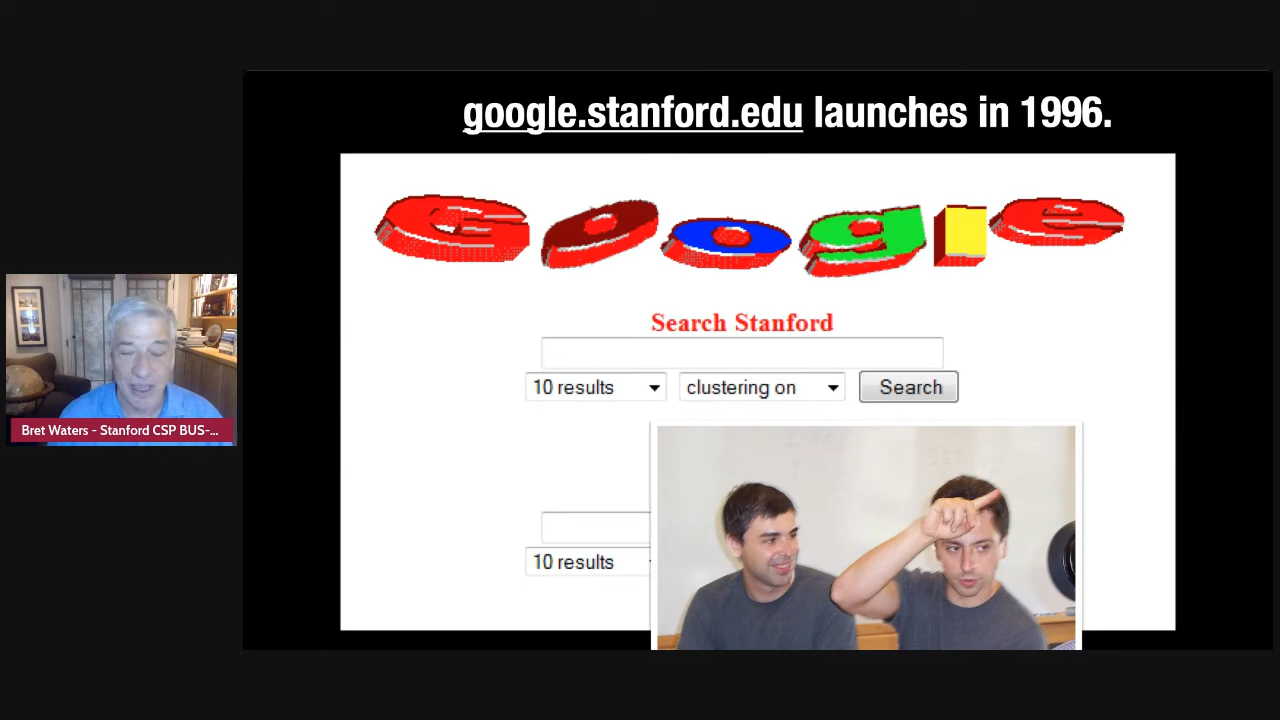 google.stanford.edu launches in 1996.
Google
Search Stanford
10 results
clustering on
Search
10 results
Bret Waters - Stanford CSP BUS-...